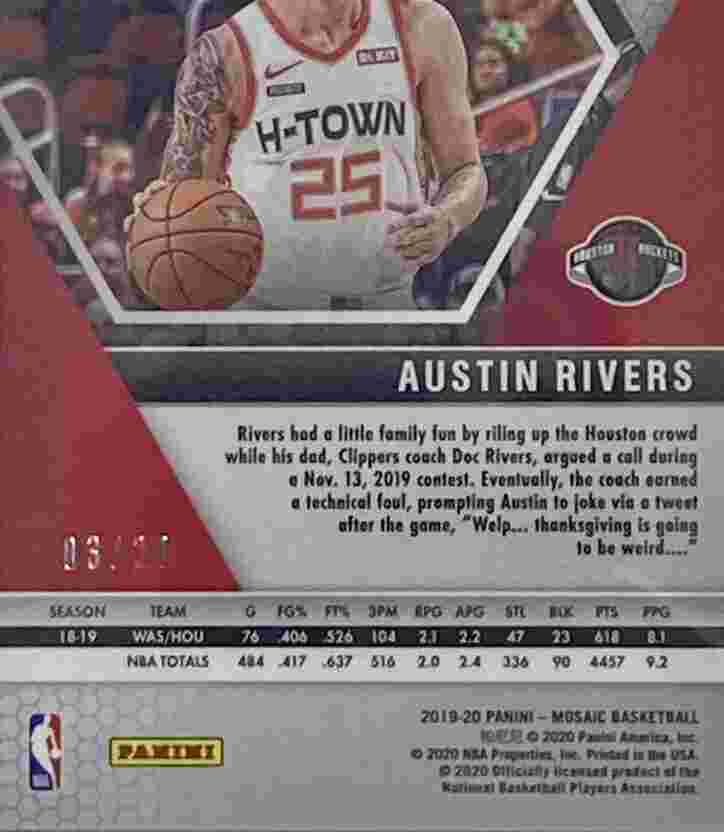 H-TOWN
25
HOUSTON ROCKETS
AUSTIN RIVERS
Rivers had a little family fun by riling up the Houston crowd
while his dad, Clippers coach Doc Rivers, argued a call during
a Nov. 13, 2019 contest. Eventually, the coach earned
a technical foul, prompting Austin to joke via a tweet
after the game, “Welp... thanksgiving is going
to be weird....”
SEASON TEAM G FG% FT% 3PM RPG APG STL BLK PTS PPG
18-19 WAS/HOU 76 .406 .526 104 2.1 2.2 47 23 618 8.1
NBA TOTALS 484 .417 .637 516 2.0 2.4 336 90 4457 9.2
2019-20 PANINI – MOSAIC BASKETBALL
© 2020 Panini America, Inc.
© 2020 NBA Properties, Inc. Printed in the USA.
© 2020 Officially licensed product of the
National Basketball Players Association.
PANINI